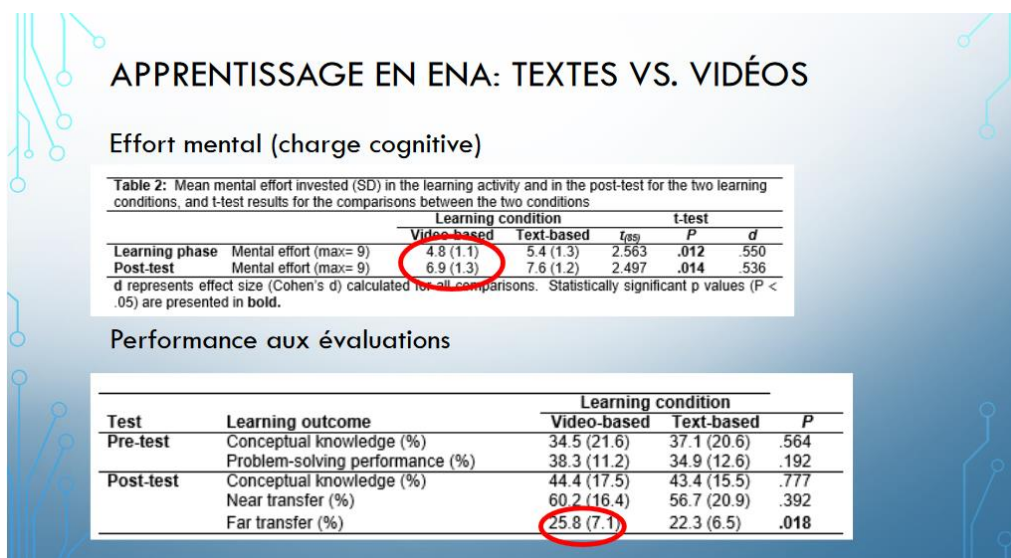 APPRENTISSAGE EN ENA: TEXTES VS. VIDÉOS
Effort mental (charge cognitive)
Table 2: Mean mental effort invested (SD) in the learning activity and in the post-test for the two learning
conditions, and t-test results for the comparisons between the two conditions
Learning condition t-test
Video-based Text-based t(85) P d
Learning phase Mental effort (max= 9) 4.8 (1.1) 5.4 (1.3) 2.563 .012 .550
Post-test Mental effort (max= 9) 6.9 (1.3) 7.6 (1.2) 2.497 .014 .536
d represents effect size (Cohen's d) calculated for all comparisons. Statistically significant p values (P <
.05) are presented in bold.
Performance aux évaluations
Learning condition
Test Learning outcome Video-based Text-based P
Pre-test Conceptual knowledge (%) 34.5 (21.6) 37.1 (20.6) .564
Problem-solving performance (%) 38.3 (11.2) 34.9 (12.6) .192
Post-test Conceptual knowledge (%) 44.4 (17.5) 43.4 (15.5) .777
Near transfer (%) 60.2 (16.4) 56.7 (20.9) .392
Far transfer (%) 25.8 (7.1) 22.3 (6.5) .018